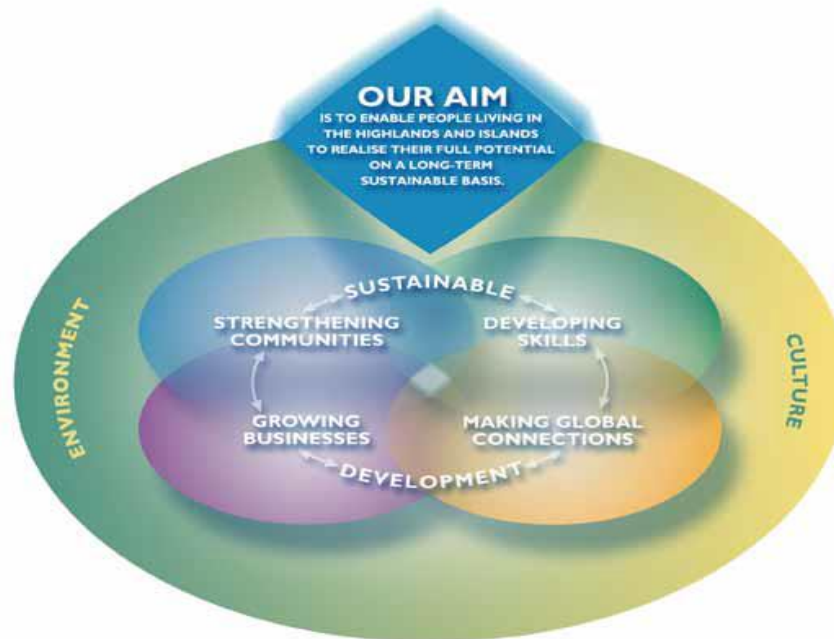 OUR AIM
IS TO ENABLE PEOPLE LIVING IN
THE HIGHLANDS AND ISLANDS
TO REALISE THEIR FULL POTENTIAL
ON A LONG-TERM
SUSTAINABLE BASIS.
ENVIRONMENT
SUSTAINABLE
STRENGTHENING
COMMUNITIES
DEVELOPING
SKILLS
GROWING
BUSINESSES
MAKING GLOBAL
CONNECTIONS
DEVELOPMENT
CULTURE